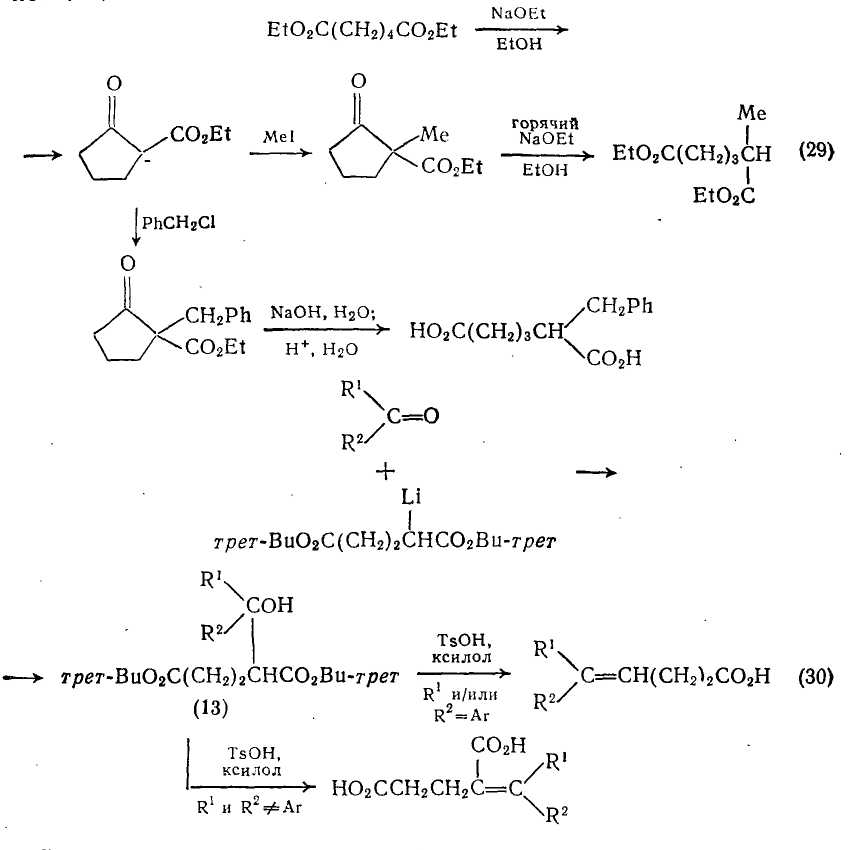 EtO₂C(CH₂)₄CO₂Et
NaOEt
EtOH
O
CO₂Et
-
MeI
O
Me
CO₂Et
горячий
NaOEt
EtOH
Me
EtO₂C(CH₂)₃CH
EtO₂C
(29)
PhCH₂Cl
O
CH₂Ph
CO₂Et
NaOH, H₂O;
H⁺, H₂O
HO₂C(CH₂)₃CH
CH₂Ph
CO₂H
R¹
C=O
R²
+
Li
трет-BuO₂C(CH₂)₂CHCO₂Bu-трет
R¹
COH
R²
трет-BuO₂C(CH₂)₂CHCO₂Bu-трет
(13)
TsOH,
ксилол
R¹ и/или
R²=Ar
R¹
C=CH(CH₂)₂CO₂H
R²
(30)
TsOH,
ксилол
R¹ и R²≠Ar
CO₂H
R¹
HO₂CCH₂CH₂C=C
R²